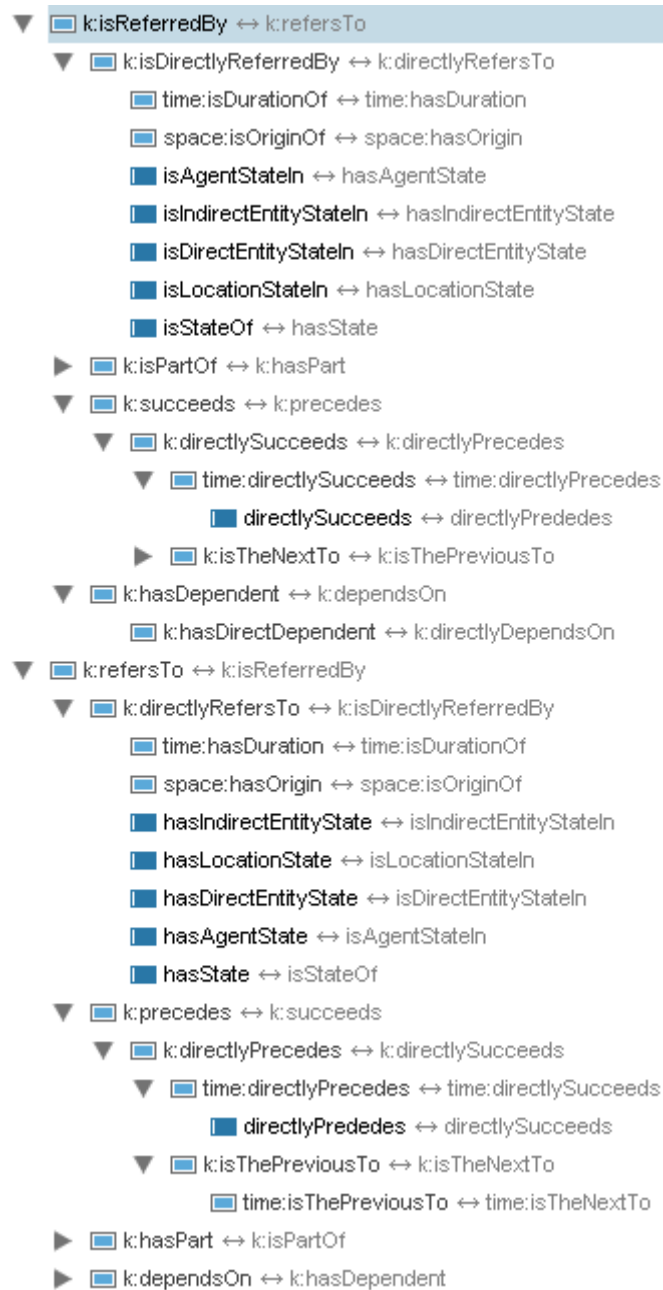 k:isReferredBy ↔ k:refersTo
k:isDirectlyReferredBy ↔ k:directlyRefersTo
time:isDurationOf ↔ time:hasDuration
space:isOriginOf ↔ space:hasOrigin
isAgentStateIn ↔ hasAgentState
isIndirectEntityStateIn ↔ hasIndirectEntityState
isDirectEntityStateIn ↔ hasDirectEntityState
isLocationStateIn ↔ hasLocationState
isStateOf ↔ hasState
k:isPartOf ↔ k:hasPart
k:succeeds ↔ k:precedes
k:directlySucceeds ↔ k:directlyPrecedes
time:directlySucceeds ↔ time:directlyPrecedes
directlySucceeds ↔ directlyPrededes
k:isTheNextTo ↔ k:isThePreviousTo
k:hasDependent ↔ k:dependsOn
k:hasDirectDependent ↔ k:directlyDependsOn
k:refersTo ↔ k:isReferredBy
k:directlyRefersTo ↔ k:isDirectlyReferredBy
time:hasDuration ↔ time:isDurationOf
space:hasOrigin ↔ space:isOriginOf
hasIndirectEntityState ↔ isIndirectEntityStateIn
hasLocationState ↔ isLocationStateIn
hasDirectEntityState ↔ isDirectEntityStateIn
hasAgentState ↔ isAgentStateIn
hasState ↔ isStateOf
k:precedes ↔ k:succeeds
k:directlyPrecedes ↔ k:directlySucceeds
time:directlyPrecedes ↔ time:directlySucceeds
directlyPrededes ↔ directlySucceeds
k:isThePreviousTo ↔ k:isTheNextTo
time:isThePreviousTo ↔ time:isTheNextTo
k:hasPart ↔ k:isPartOf
k:dependsOn ↔ k:hasDependent